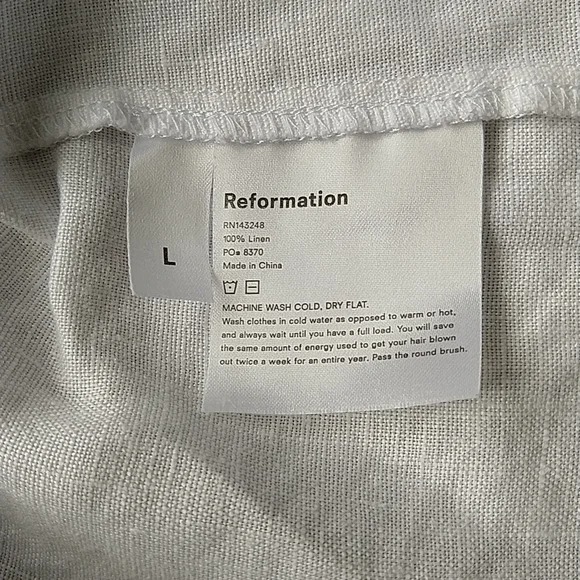 L
Reformation
RN143248
100% Linen
PO# 8370
Made in China
MACHINE WASH COLD, DRY FLAT.
Wash clothes in cold water as opposed to warm or hot,
and always wait until you have a full load. You will save
the same amount of energy used to get your hair blown
out twice a week for an entire year. Pass the round brush.